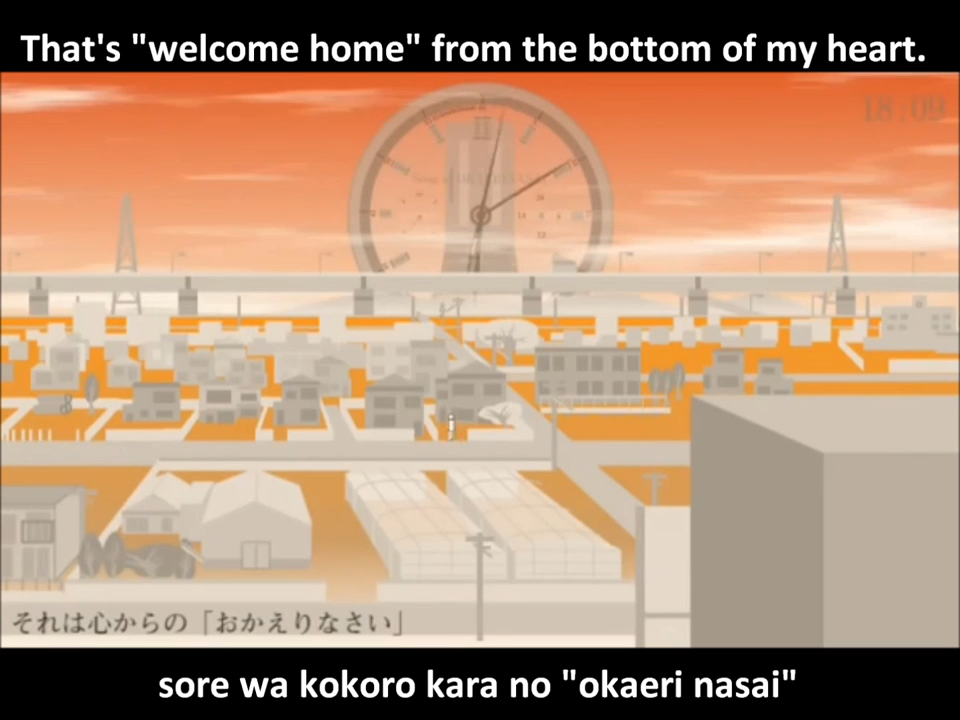 That's "welcome home" from the bottom of my heart.
18:09
それは心からの「おかえりなさい」
sore wa kokoro kara no "okaeri nasai"